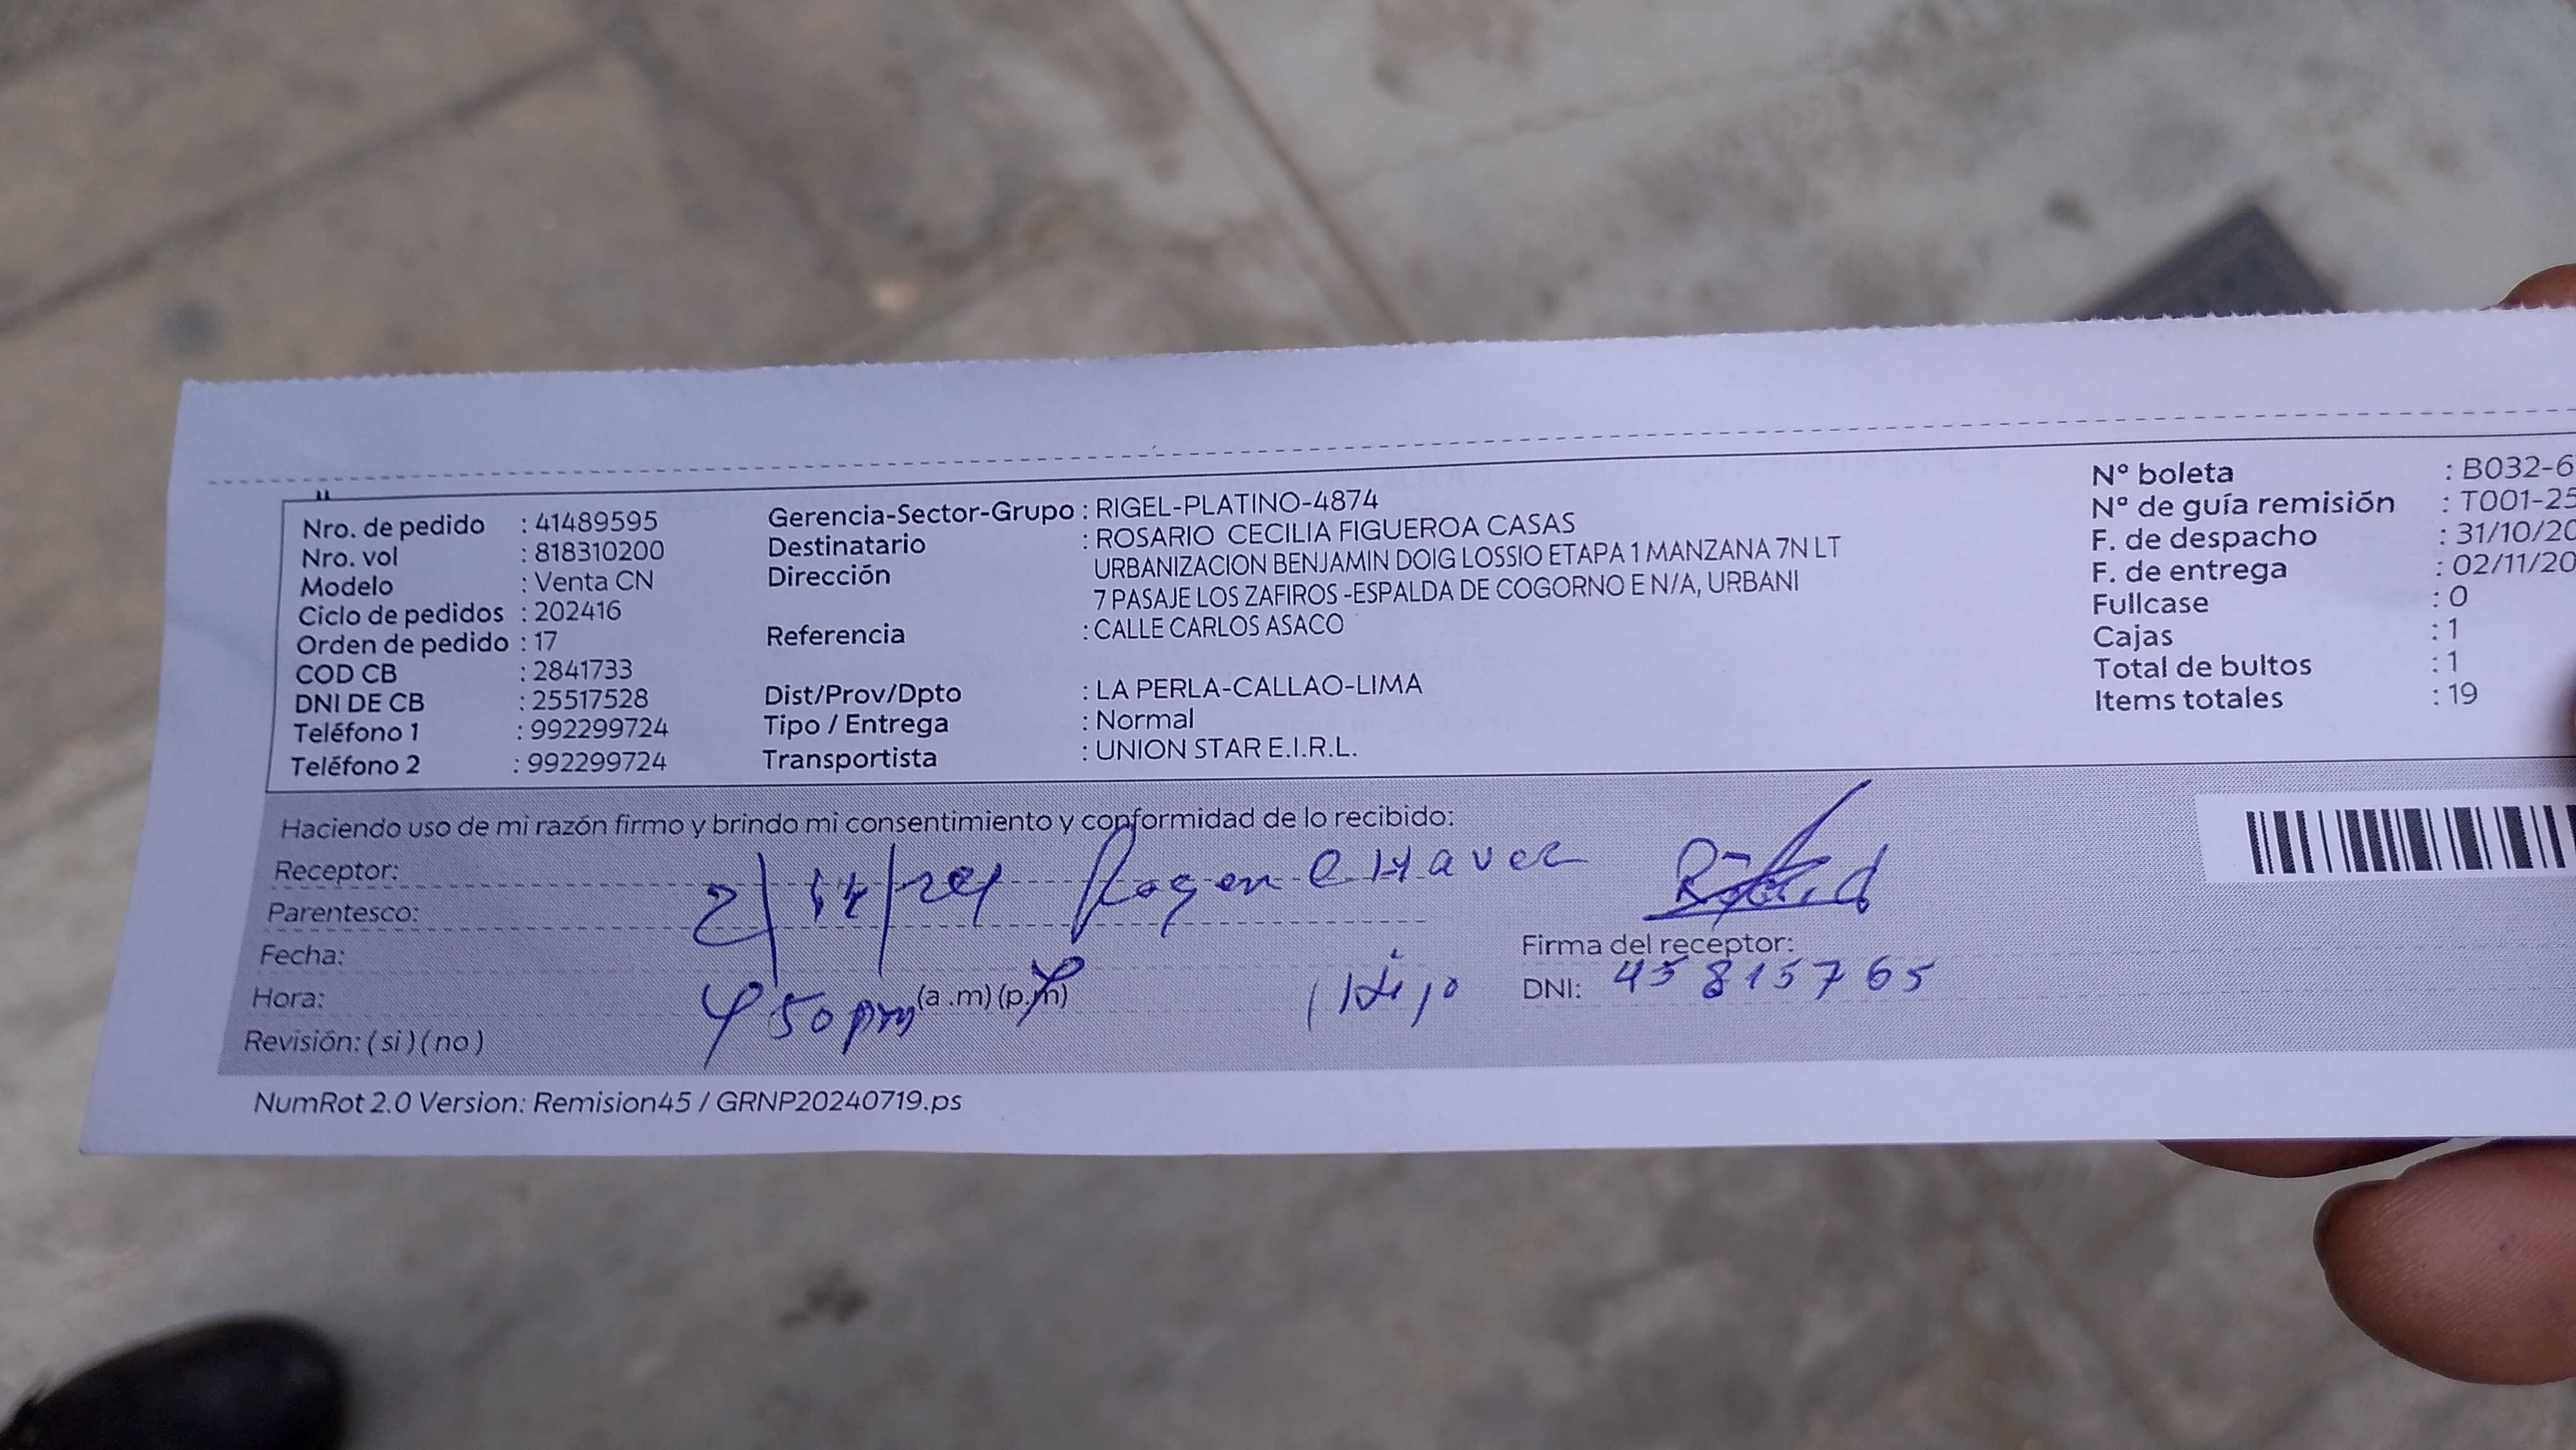 Nro. de pedido : 41489595
Nro. vol : 818310200
Modelo : Venta CN
Ciclo de pedidos : 202416
Orden de pedido : 17
COD CB : 2841733
DNI DE CB : 25517528
Teléfono 1 : 992299724
Teléfono 2 : 992299724
Gerencia-Sector-Grupo : RIGEL-PLATINO-4874
Destinatario : ROSARIO CECILIA FIGUEROA CASAS
Dirección URBANIZACION BENJAMIN DOIG LOSSIO ETAPA 1 MANZANA 7N LT
7 PASAJE LOS ZAFIROS -ESPALDA DE COGORNO E N/A, URBANI
Referencia : CALLE CARLOS ASACO
Dist/Prov/Dpto : LA PERLA-CALLAO-LIMA
Tipo / Entrega : Normal
Transportista : UNION STAR E.I.R.L.
Nº boleta : B032-6
Nº de guía remisión : T001-25
F. de despacho : 31/10/20
F. de entrega : 02/11/20
Fullcase : 0
Cajas : 1
Total de bultos : 1
Items totales : 19
Haciendo uso de mi razón firmo y brindo mi consentimiento y conformidad de lo recibido:
Receptor:
Parentesco:
2/11/24
Fecha:
Hora: 4 50 pm (a.m) (p.m) Hijo
Revisión: ( si ) ( no )
Firma del receptor:
DNI: 45815765
NumRot 2.0 Version: Remision45 / GRNP20240719.ps